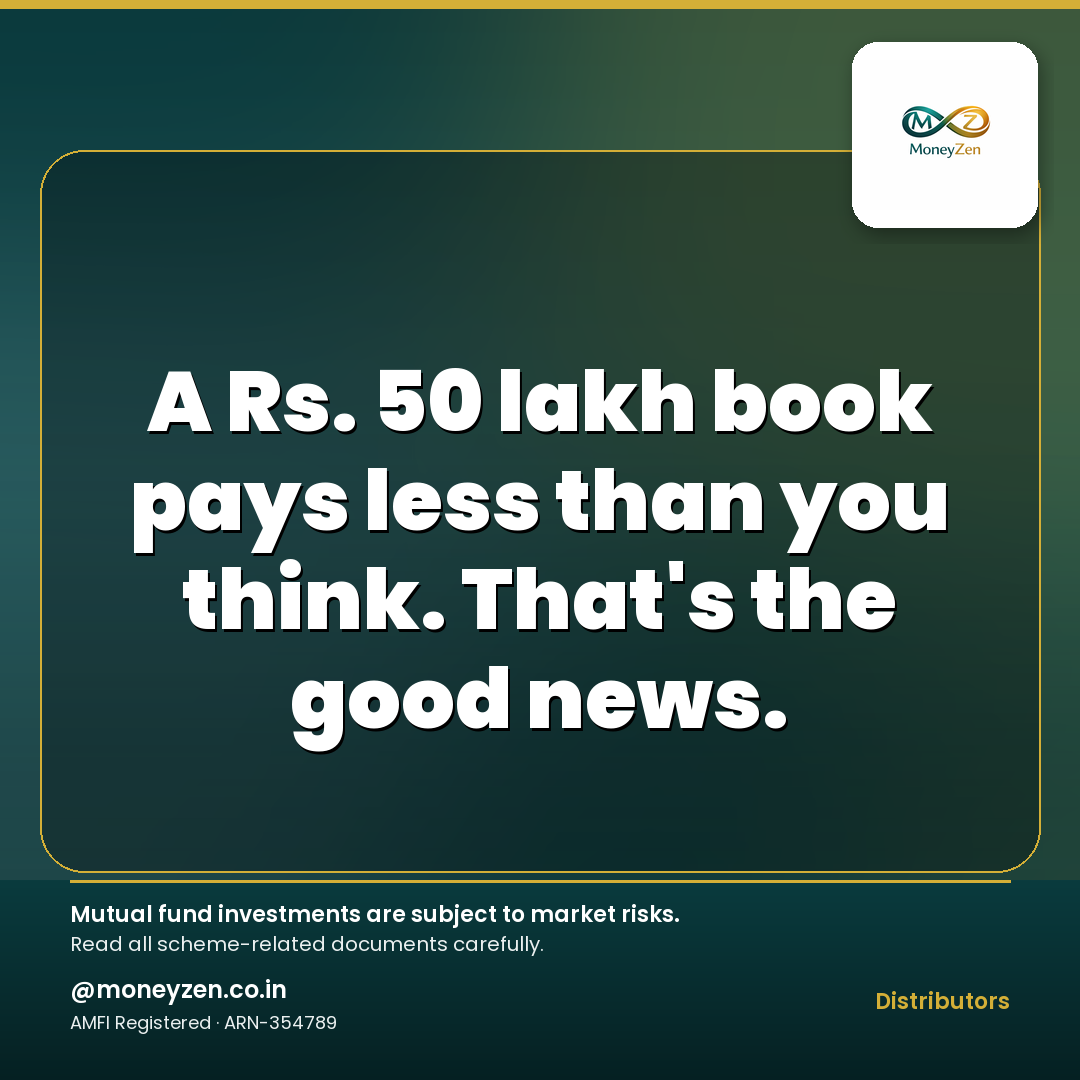 M Z
MoneyZen
A Rs. 50 lakh book
pays less than you
think. That's the
good news.
Mutual fund investments are subject to market risks.
Read all scheme-related documents carefully.
@moneyzen.co.in
AMFI Registered · ARN-354789
Distributors